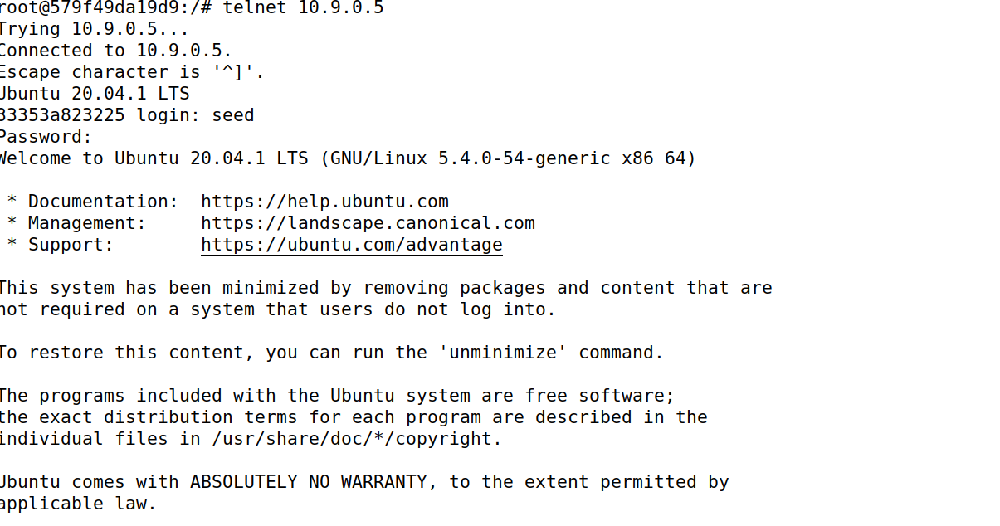 root@579f49da19d9:/# telnet 10.9.0.5
Trying 10.9.0.5...
Connected to 10.9.0.5.
Escape character is '^]'.
Ubuntu 20.04.1 LTS
83353a823225 login: seed
Password:
Welcome to Ubuntu 20.04.1 LTS (GNU/Linux 5.4.0-54-generic x86_64)
* Documentation:  https://help.ubuntu.com
* Management:     https://landscape.canonical.com
* Support:        https://ubuntu.com/advantage
This system has been minimized by removing packages and content that are
not required on a system that users do not log into.
To restore this content, you can run the 'unminimize' command.
The programs included with the Ubuntu system are free software;
the exact distribution terms for each program are described in the
individual files in /usr/share/doc/*/copyright.
Ubuntu comes with ABSOLUTELY NO WARRANTY, to the extent permitted by
applicable law.